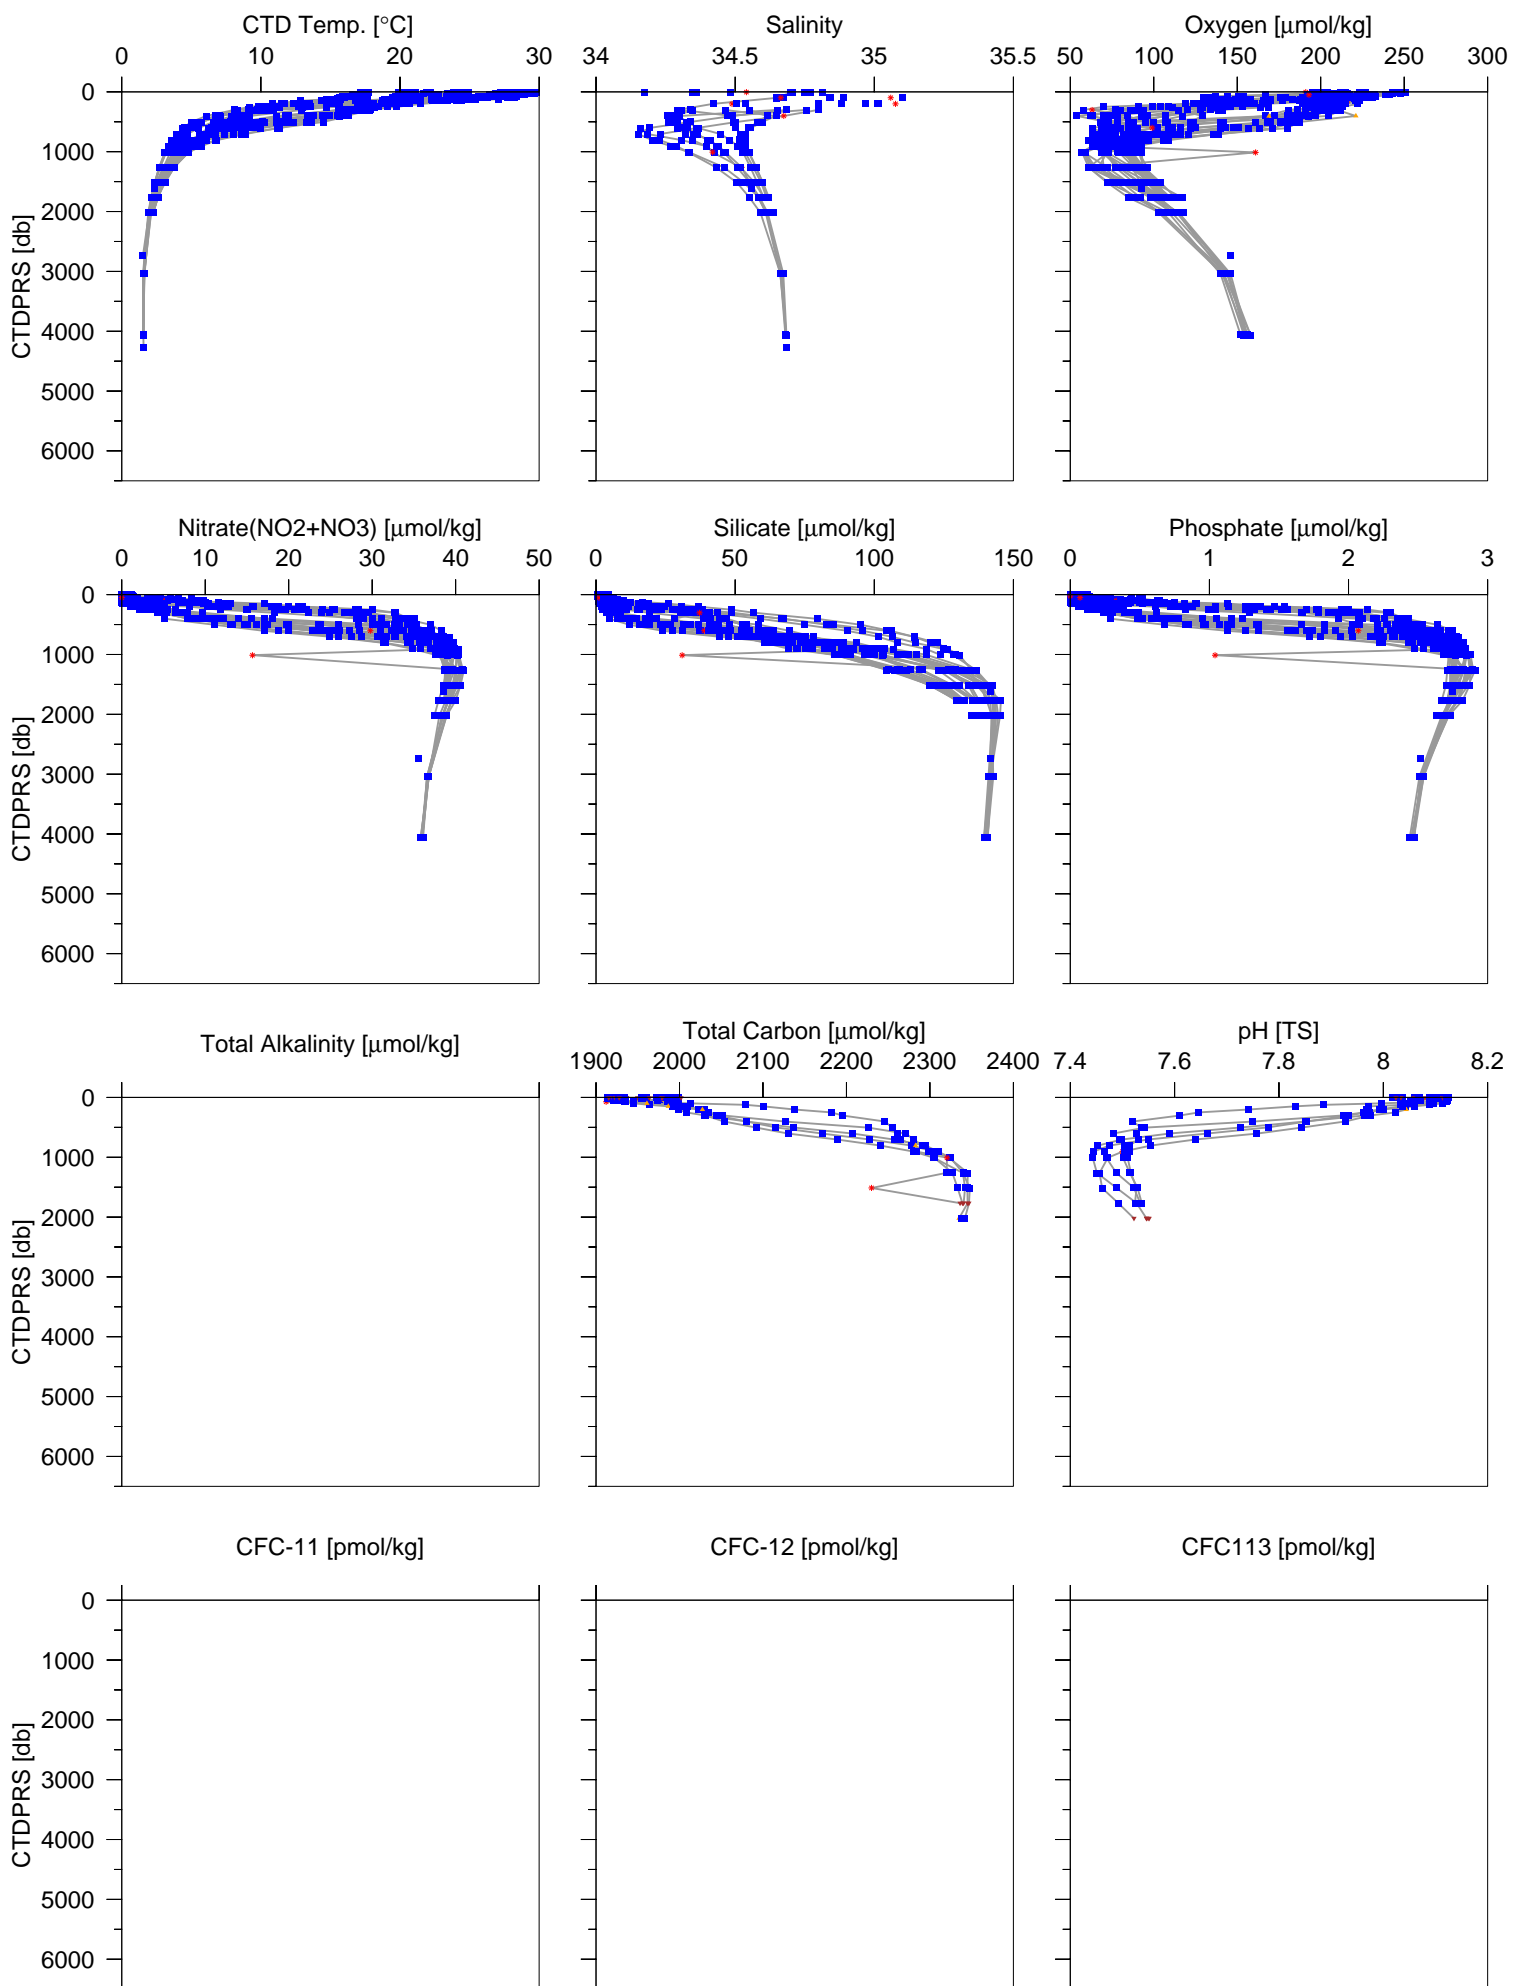 CTD Temp. [°C] Salinity Oxygen [μmol/kg]
0 10 20 30 34 34.5 35 35.5 50 100 150 200 250 300
0
1000
2000
3000
4000
5000
6000
CTDPRS [db]
Nitrate(NO2+NO3) [μmol/kg] Silicate [μmol/kg] Phosphate [μmol/kg]
0 10 20 30 40 50 0 50 100 150 0 1 2 3
0
1000
2000
3000
4000
5000
6000
CTDPRS [db]
Total Alkalinity [μmol/kg] Total Carbon [μmol/kg] pH [TS]
1900 2000 2100 2200 2300 2400 7.4 7.6 7.8 8 8.2
0
1000
2000
3000
4000
5000
6000
CTDPRS [db]
CFC-11 [pmol/kg] CFC-12 [pmol/kg] CFC113 [pmol/kg]
0
1000
2000
3000
4000
5000
6000
CTDPRS [db]